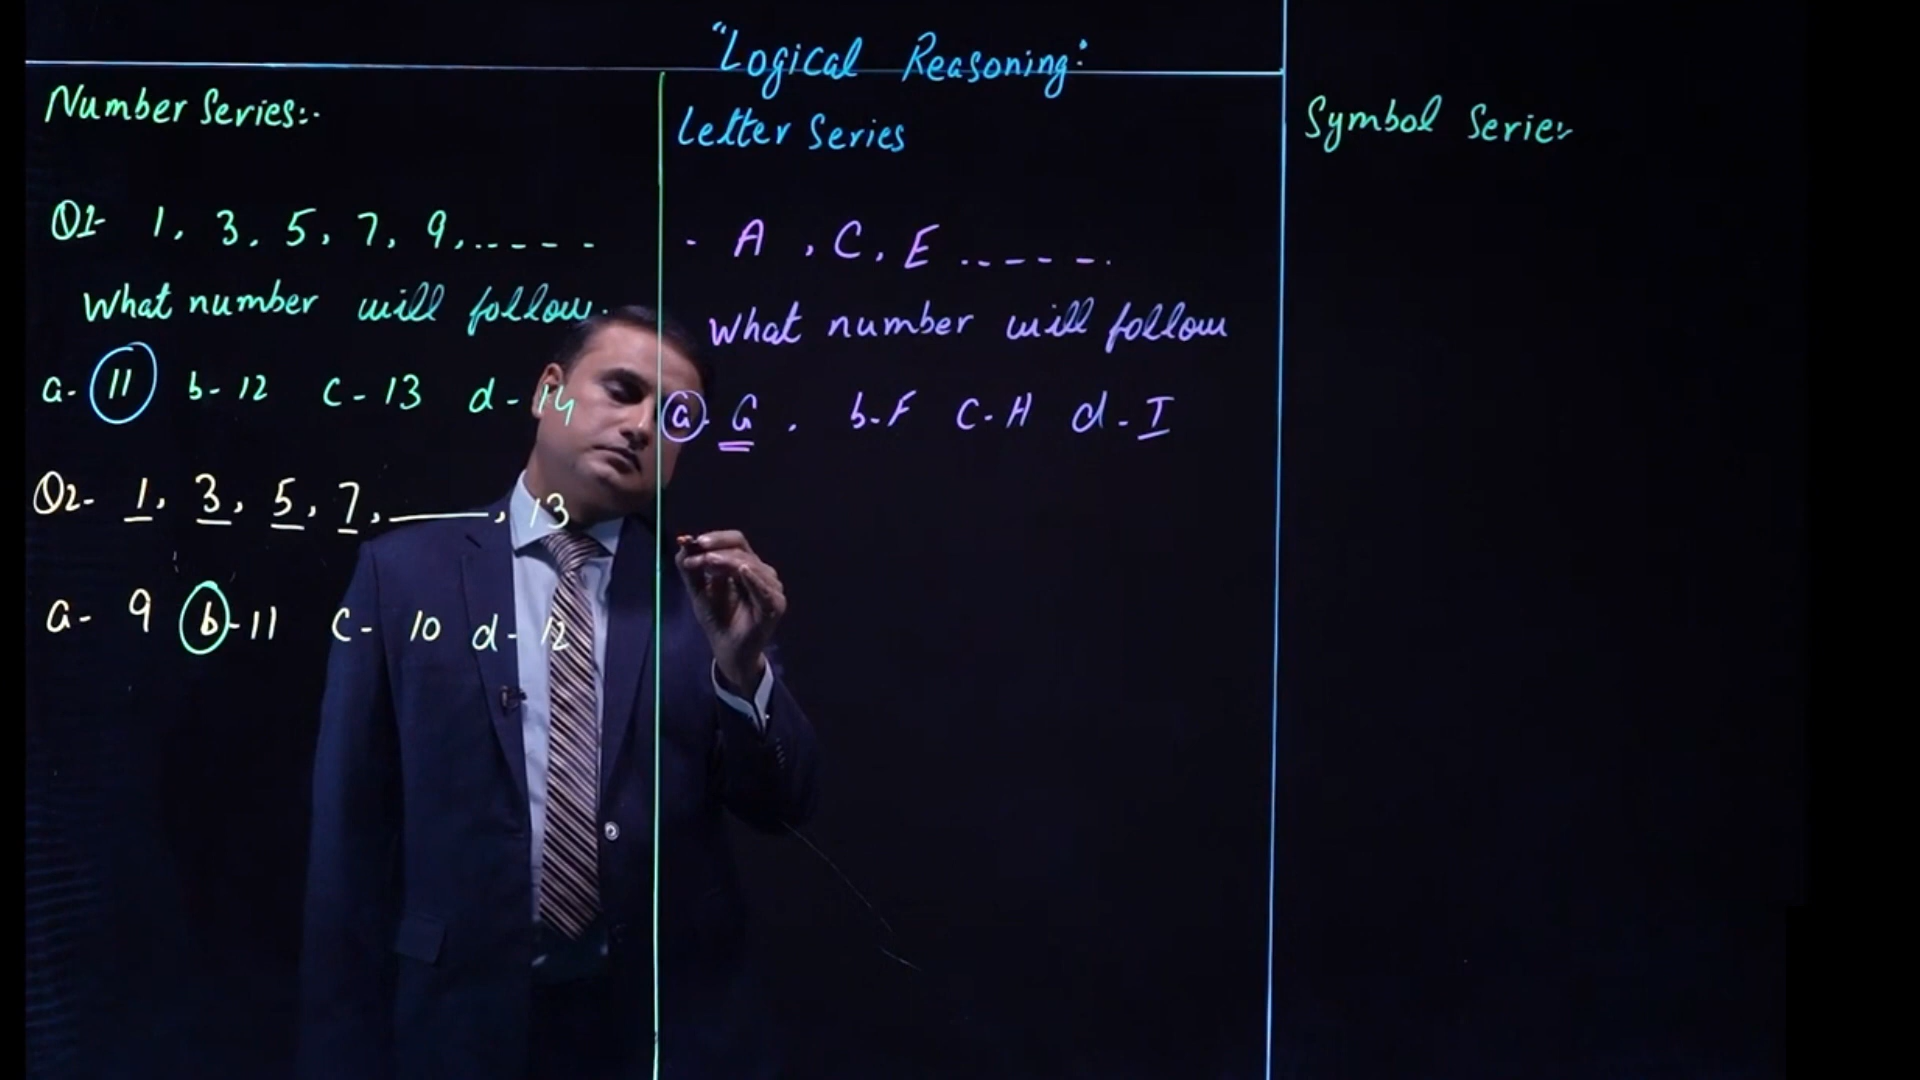 "Logical Reasoning:
Number Series:-
Q1- 1, 3, 5, 7, 9,.-----
What number will follow.
a- 11 b- 12 c- 13 d- 14
Q2- 1, 3, 5, 7, ____, 13
a- 9 b- 11 c- 10 d- 12
Letter Series
- A , C, E ..----.
What number will follow
a- G . b- F C- H d- I
Symbol Series